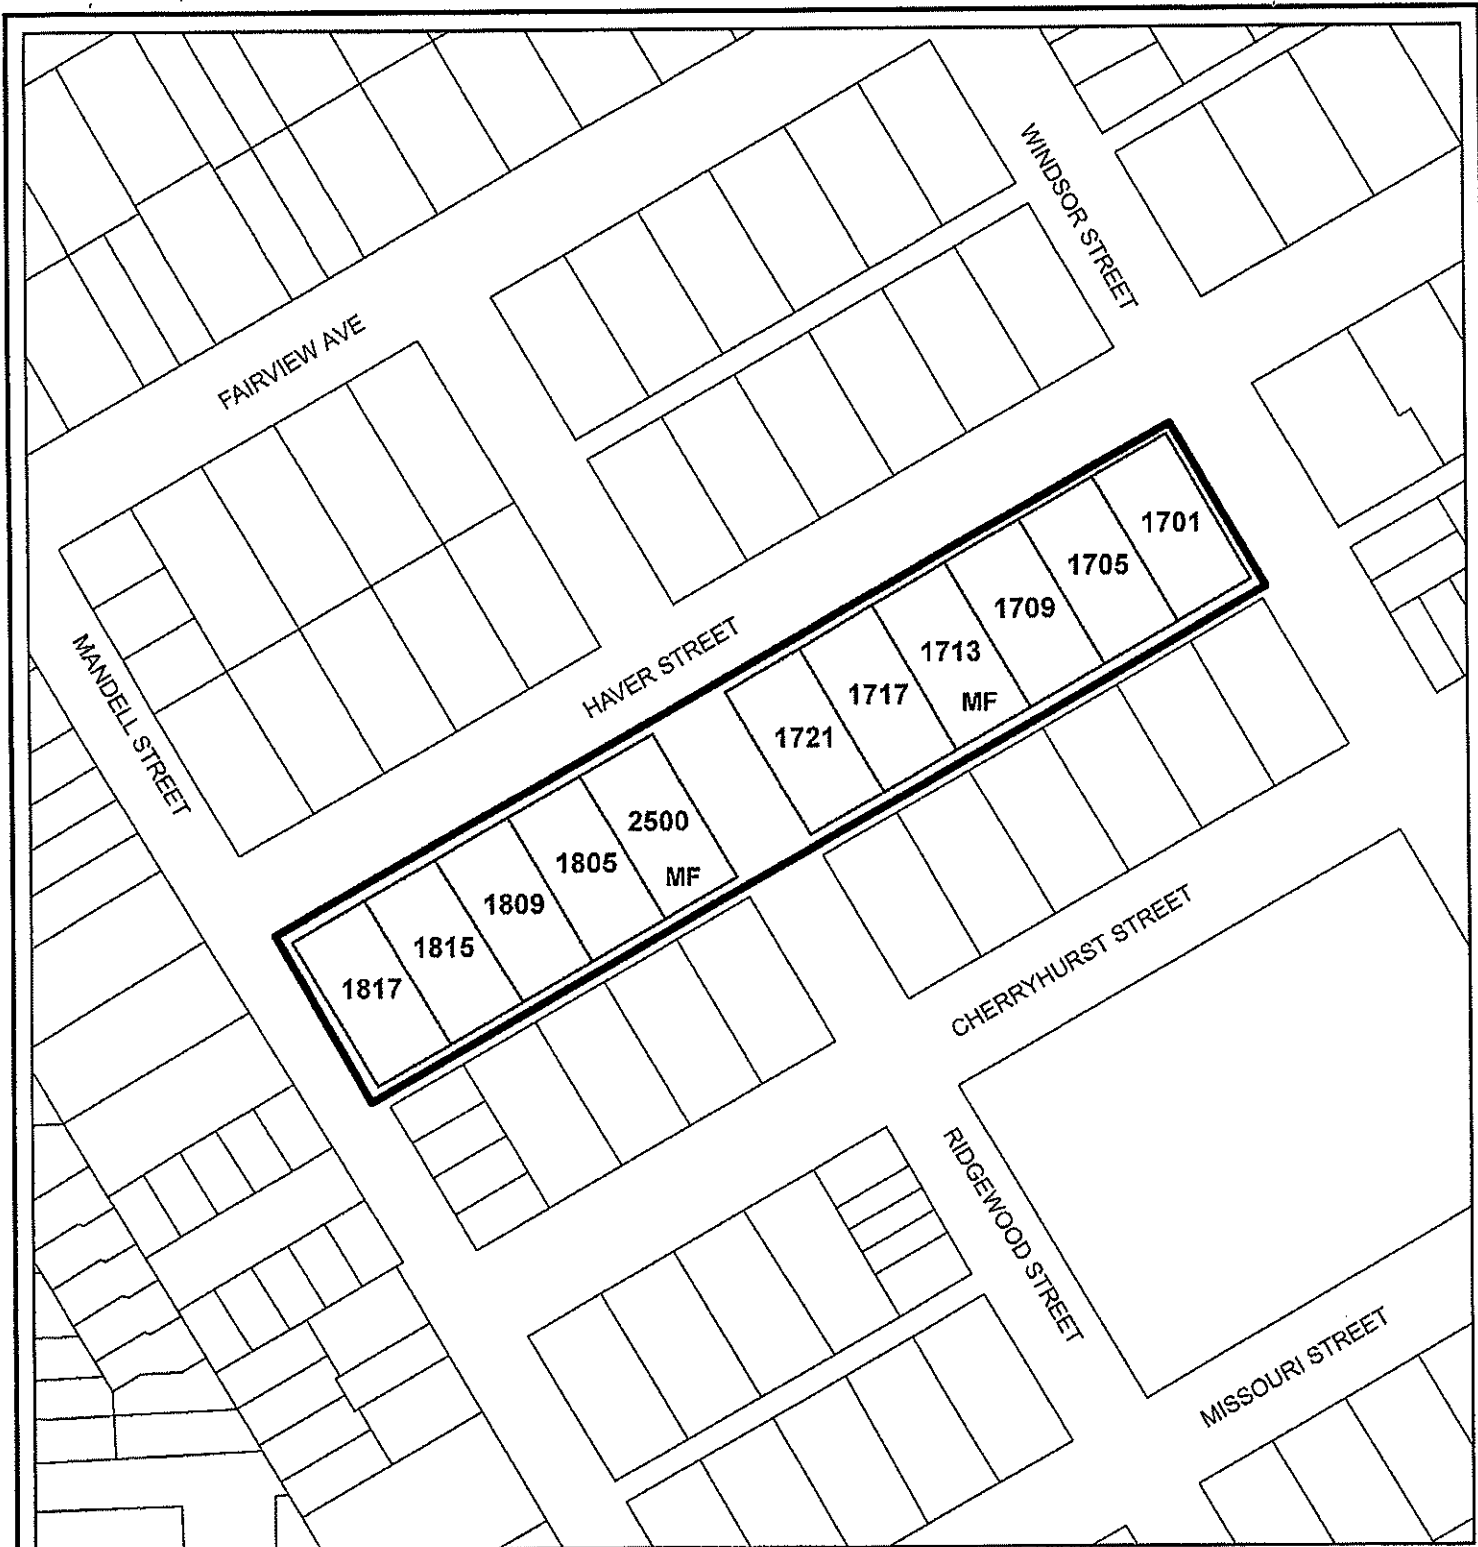 WINDSOR STREET
FAIRVIEW AVE
1701
1705
1709
1713
MF
1717
1721
HAVER STREET
MANDELL STREET
2500
MF
1805
1809
1815
1817
CHERRYHURST STREET
RIDGEWOOD STREET
MISSOURI STREET